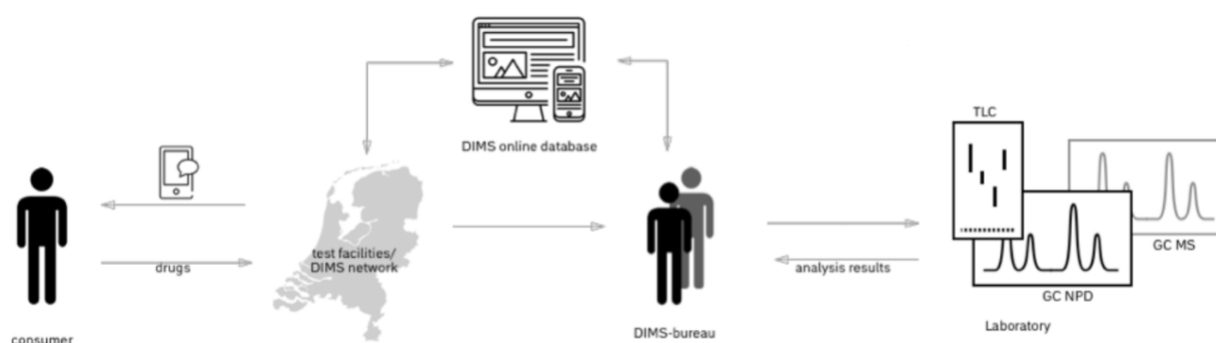 DIMS online database
TLC
test facilities/
DIMS network
drugs
analysis results
GC MS
GC NPD
Laboratory
DIMS-bureau
consumer